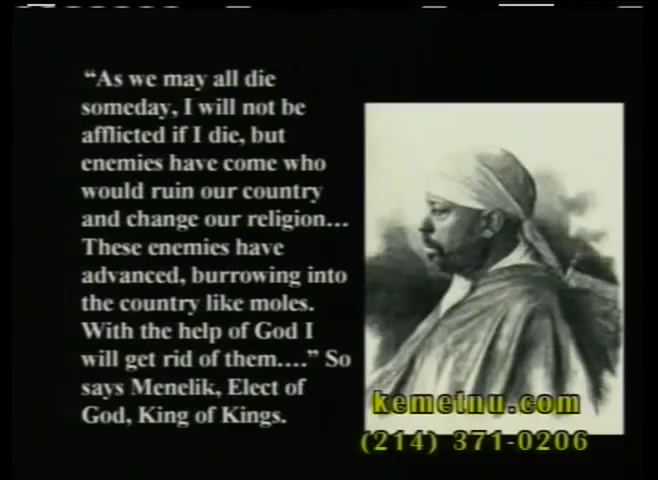 “As we may all die
someday, I will not be
afflicted if I die, but
enemies have come who
would ruin our country
and change our religion...
These enemies have
advanced, burrowing into
the country like moles.
With the help of God I
will get rid of them....” So
says Menelik, Elect of
God, King of Kings.
kemetnu.com
(214) 371-0206